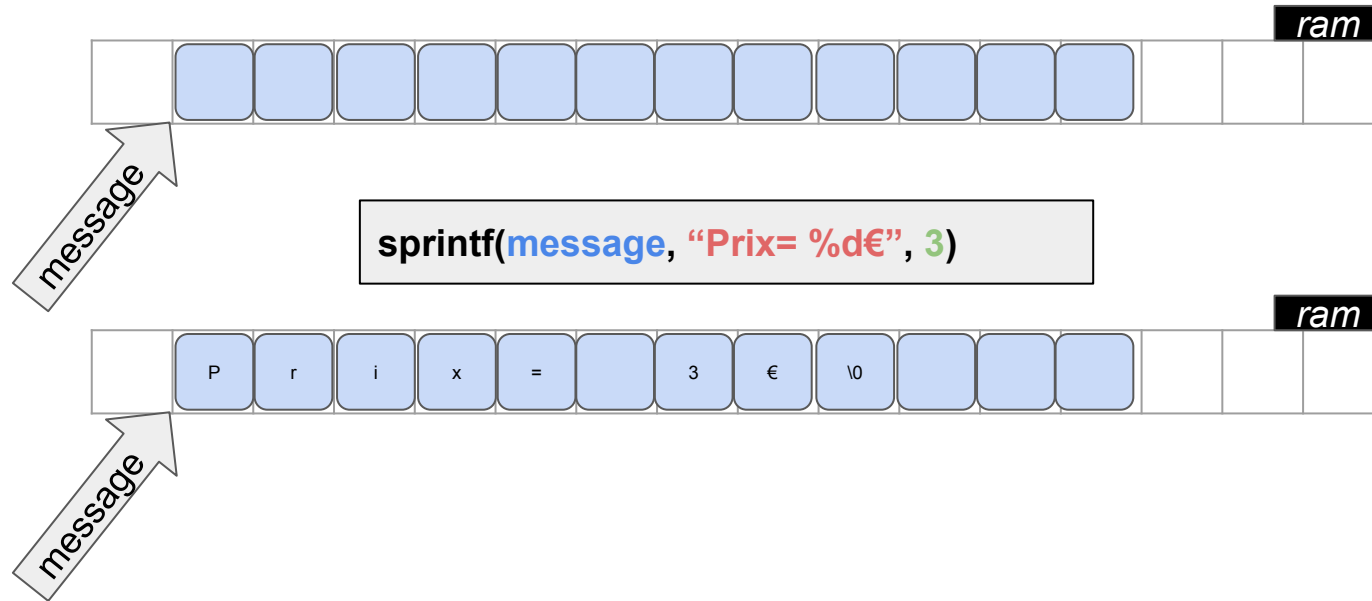 ram
message
sprintf(message, “Prix= %d€”, 3)
ram
P r i x = 3 € \0
message